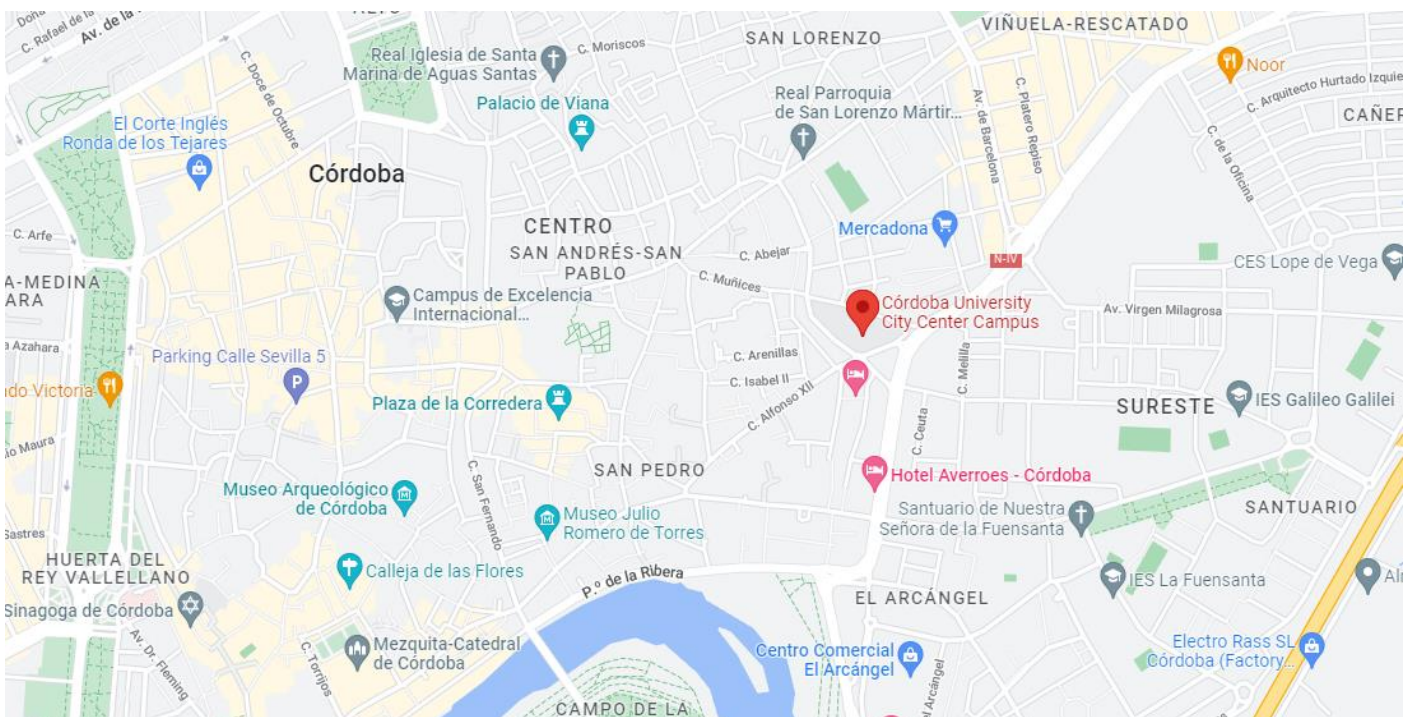 C. Rafael de la
Av. de la
C. Doce de Octubre
Real Iglesia de Santa
Marina de Aguas Santas
C. Moriscos
SAN LORENZO
VIÑUELA-RESCATADO
Noor
C. Arquitecto Hurtado Izquie
CAÑER
C. de la Oficina
Av. de Barcelona
C. Platero Repiso
Real Parroquia
de San Lorenzo Mártir...
Palacio de Viana
El Corte Inglés
Ronda de los Tejares
Córdoba
CENTRO
SAN ANDRÉS-SAN
PABLO
C. Abejar
C. Muñices
Mercadona
N-IV
CES Lope de Vega
C. Arfe
A-MEDINA
ARA
Azahara
Campus de Excelencia
Internacional...
Córdoba University
City Center Campus
Av. Virgen Milagrosa
Parking Calle Sevilla 5
P
do Victoria
Maura
Plaza de la Corredera
C. Arenillas
C. Isabel II
C. Alfonso XII
C. Melilla
C. Ceuta
SURESTE
IES Galileo Galilei
SAN PEDRO
Hotel Averroes - Córdoba
Museo Arqueológico
de Córdoba
C. San Fernando
Museo Julio
Romero de Torres
Santuario de Nuestra
Señora de la Fuensanta
SANTUARIO
Sastres
HUERTA DEL
REY VALLELLANO
Calleja de las Flores
P.º de la Ribera
EL ARCÁNGEL
IES La Fuensanta
Sinagoga de Córdoba
Av. Dr. Fleming
C. Torrijos
Mezquita-Catedral
de Córdoba
Centro Comercial
El Arcángel
el Arcángel
Electro Rass SL
Córdoba (Factory...
CAMPO DE LA